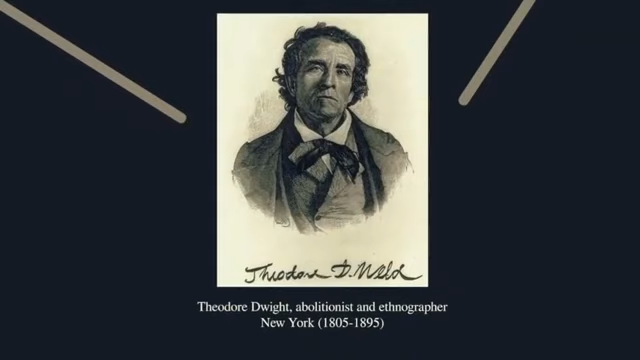 Theodore D. Weld
Theodore Dwight, abolitionist and ethnographer
New York (1805-1895)